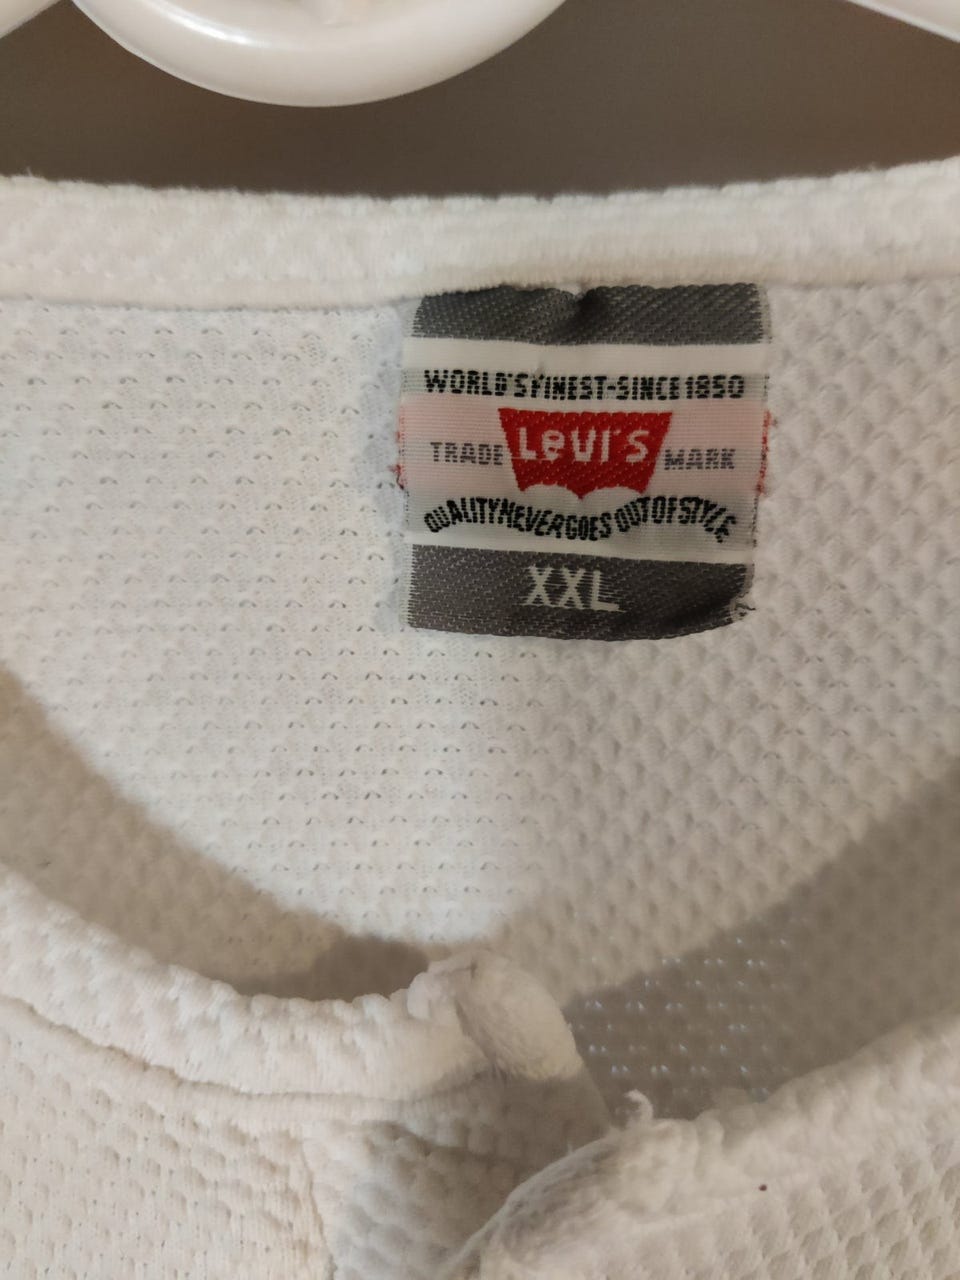 WORLD'S FINEST-SINCE 1850
TRADE Levi's MARK
QUALITY NEVER GOES OUT OF STYLE
XXL